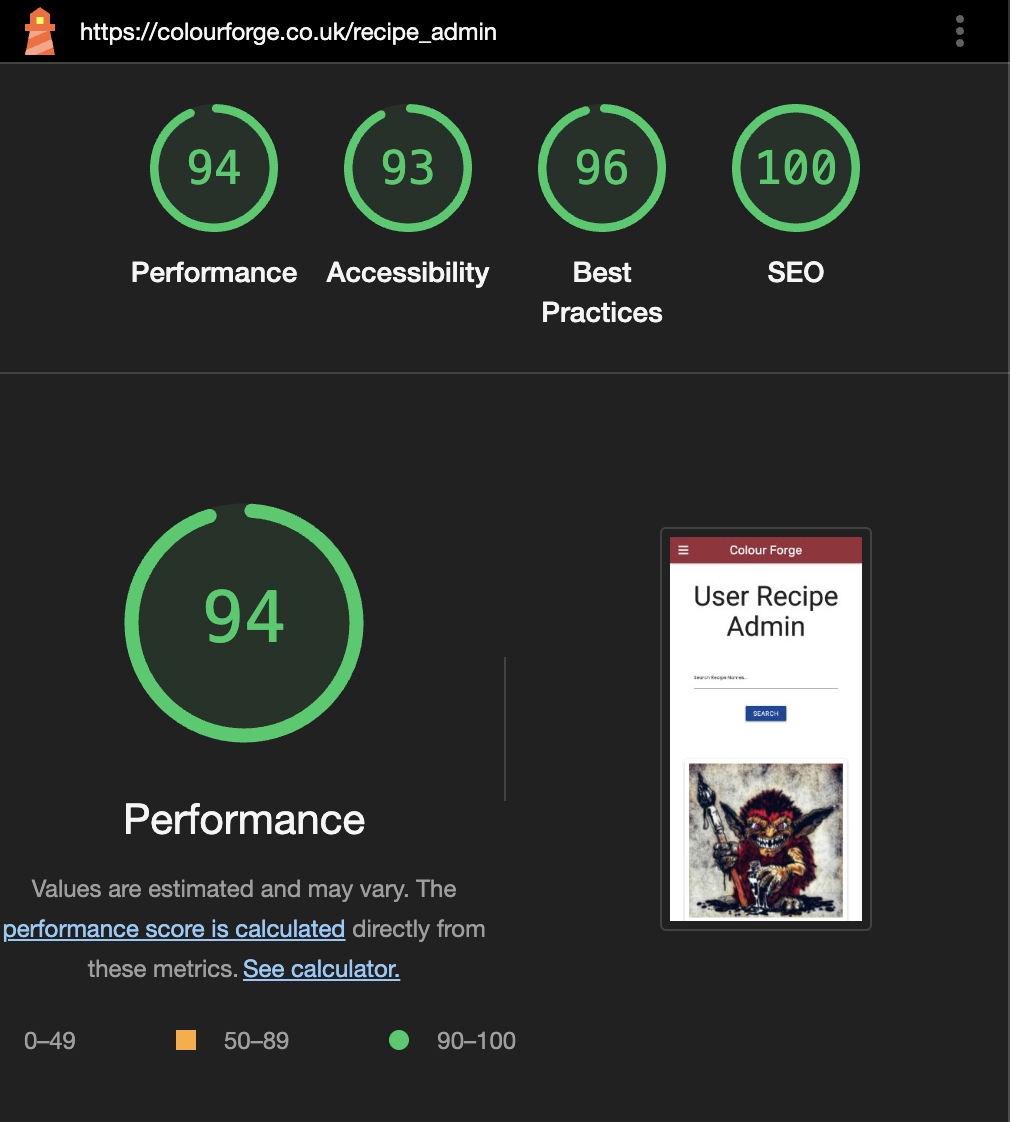 https://colourforge.co.uk/recipe_admin
94
93
96
100
Performance
Accessibility
Best
Practices
SEO
94
Performance
Values are estimated and may vary. The
performance score is calculated directly from
these metrics. See calculator.
0–49
50–89
90–100
Colour Forge
User Recipe
Admin
Search Recipe Names...
SEARCH